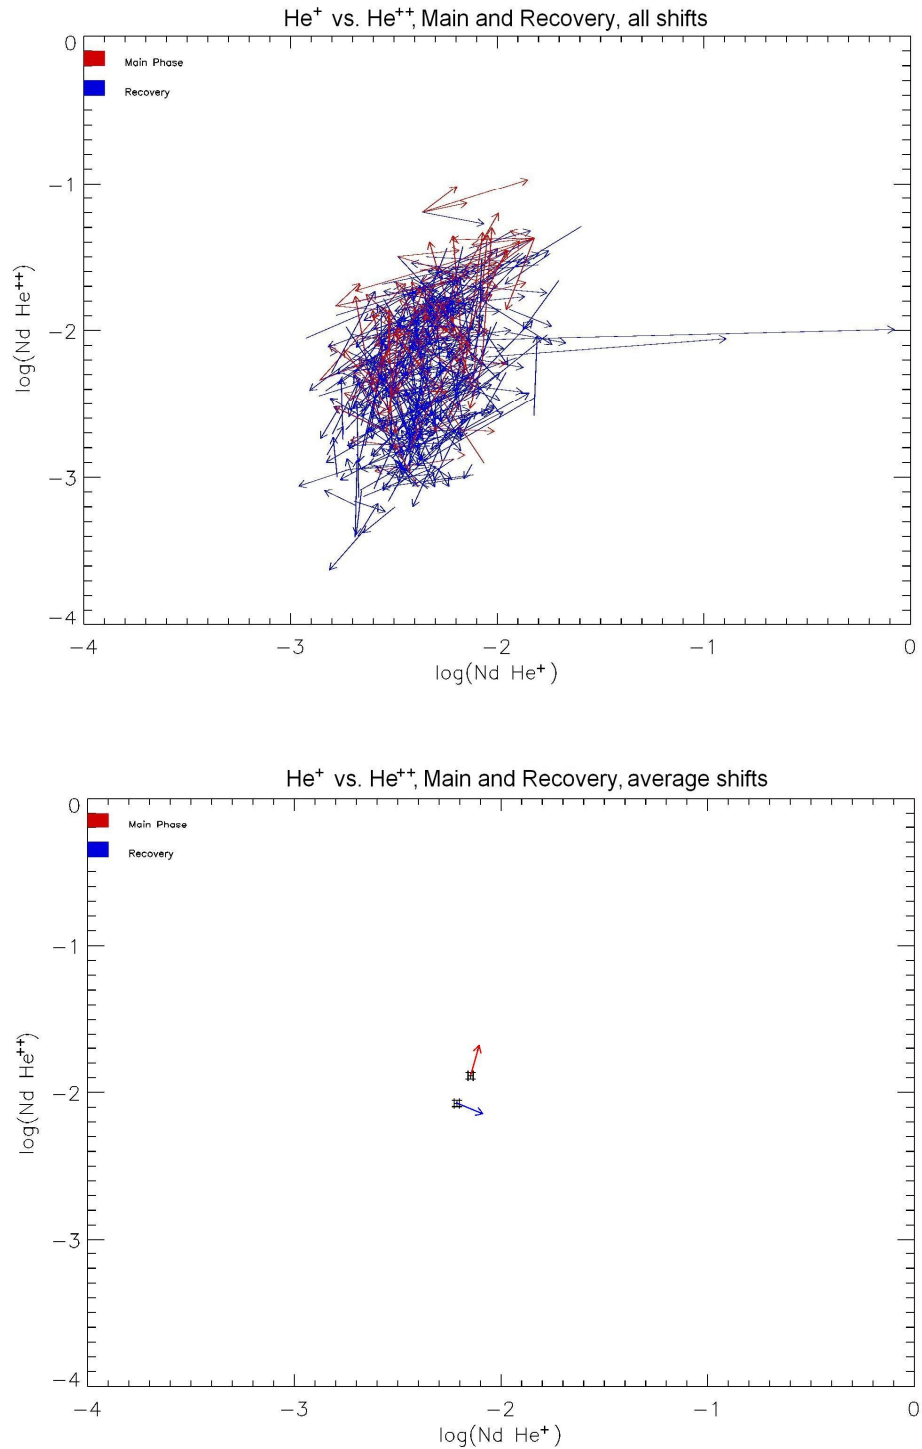 He⁺ vs. He⁺⁺, Main and Recovery, all shifts
0
Main Phase
Recovery
−1
−2
−3
−4
log(Nd He⁺⁺)
−4 −3 −2 −1 0
log(Nd He⁺)
He⁺ vs. He⁺⁺, Main and Recovery, average shifts
0
Main Phase
Recovery
−1
−2
−3
−4
log(Nd He⁺⁺)
−4 −3 −2 −1 0
log(Nd He⁺)